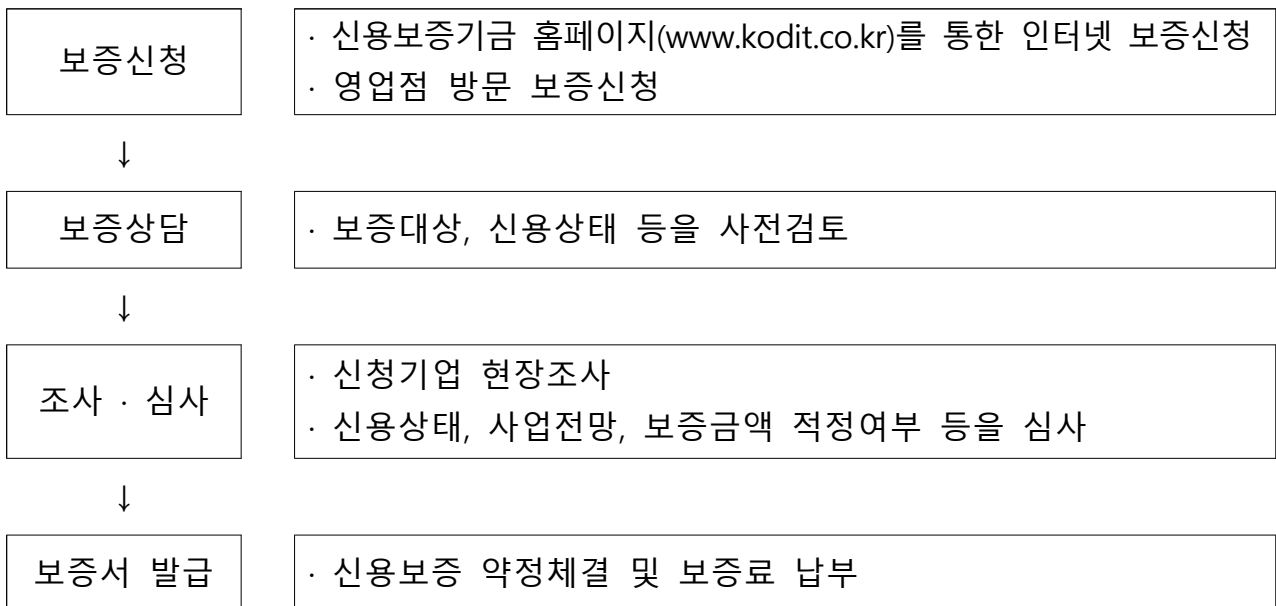 보증신청
· 신용보증기금 홈페이지(www.kodit.co.kr)를 통한 인터넷 보증신청
· 영업점 방문 보증신청
↓
보증상담
· 보증대상, 신용상태 등을 사전검토
↓
조사 · 심사
· 신청기업 현장조사
· 신용상태, 사업전망, 보증금액 적정여부 등을 심사
↓
보증서 발급
· 신용보증 약정체결 및 보증료 납부